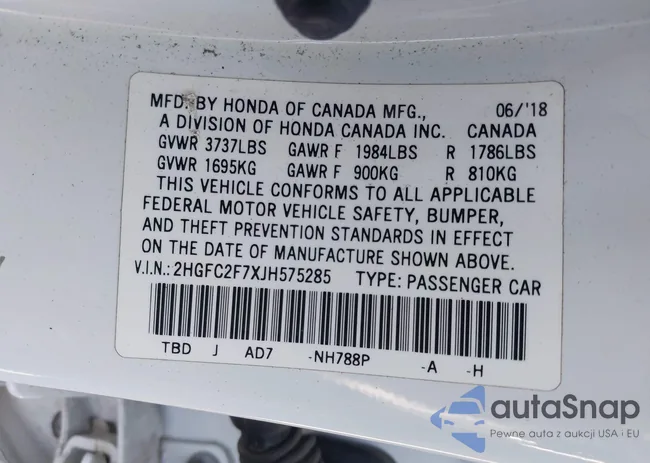 MFD. BY HONDA OF CANADA MFG., 06/'18
A DIVISION OF HONDA CANADA INC. CANADA
GVWR 3737LBS GAWR F 1984LBS R 1786LBS
GVWR 1695KG GAWR F 900KG R 810KG
THIS VEHICLE CONFORMS TO ALL APPLICABLE
FEDERAL MOTOR VEHICLE SAFETY, BUMPER,
AND THEFT PREVENTION STANDARDS IN EFFECT
ON THE DATE OF MANUFACTURE SHOWN ABOVE.
V.I.N.: 2HGFC2F7XJH575285 TYPE: PASSENGER CAR
TBD J AD7 -NH788P -A -H
autaSnap
Pewne auta z aukcji USA i EU